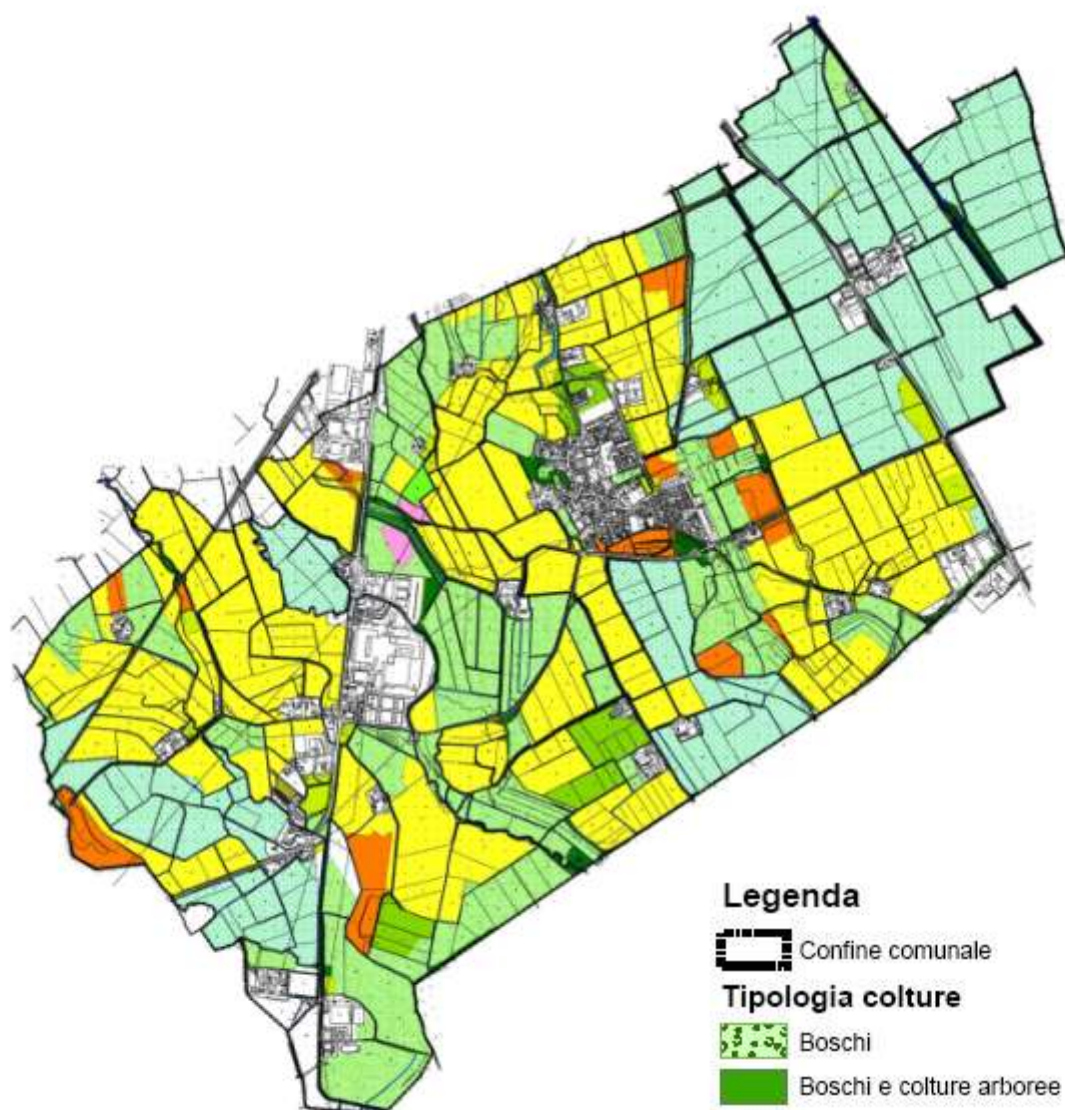 Legenda
Confine comunale
Tipologia colture
Boschi
Boschi e colture arboree